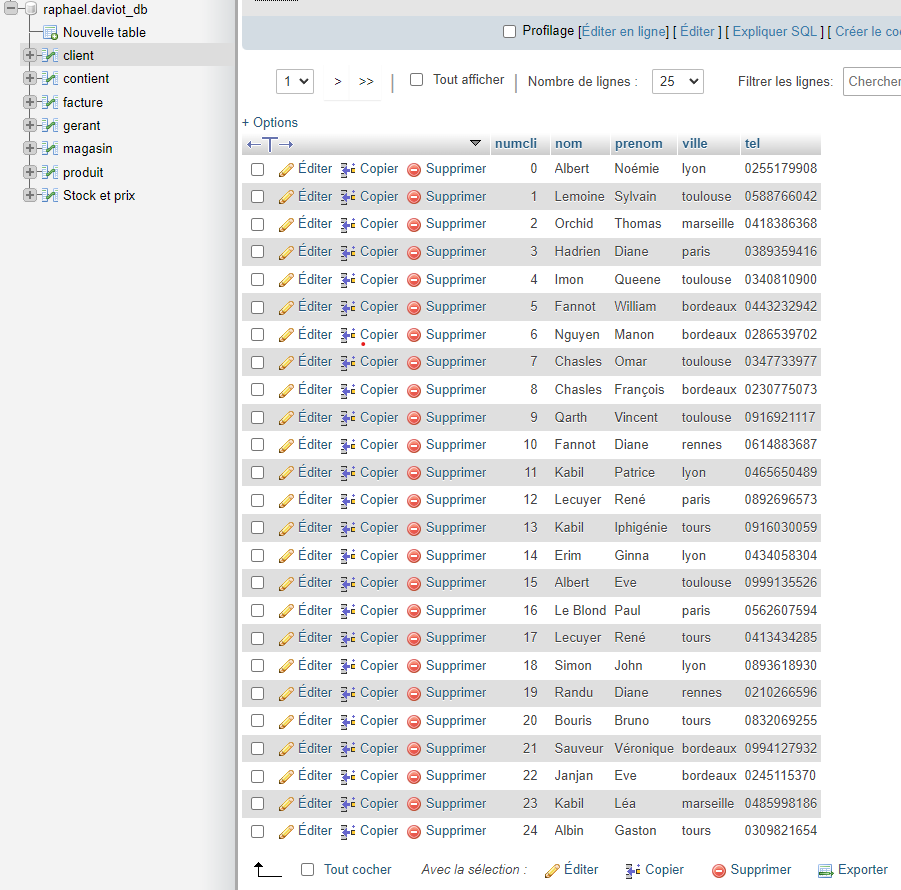 raphael.daviot_db
Nouvelle table
client
contient
facture
gerant
magasin
produit
Stock et prix
Profilage [Éditer en ligne] [ Éditer ] [ Expliquer SQL ] [ Créer le
1 > >> | Tout afficher | Nombre de lignes : 25 Filtrer les lignes: Chercher
+ Options
←T→ numcli nom prenom ville tel
Éditer Copier Supprimer 0 Albert Noémie lyon 0255179908
Éditer Copier Supprimer 1 Lemoine Sylvain toulouse 0588766042
Éditer Copier Supprimer 2 Orchid Thomas marseille 0418386368
Éditer Copier Supprimer 3 Hadrien Diane paris 0389359416
Éditer Copier Supprimer 4 Imon Queene toulouse 0340810900
Éditer Copier Supprimer 5 Fannot William bordeaux 0443232942
Éditer Copier Supprimer 6 Nguyen Manon bordeaux 0286539702
Éditer Copier Supprimer 7 Chasles Omar toulouse 0347733977
Éditer Copier Supprimer 8 Chasles François bordeaux 0230775073
Éditer Copier Supprimer 9 Qarth Vincent toulouse 0916921117
Éditer Copier Supprimer 10 Fannot Diane rennes 0614883687
Éditer Copier Supprimer 11 Kabil Patrice lyon 0465650489
Éditer Copier Supprimer 12 Lecuyer René paris 0892696573
Éditer Copier Supprimer 13 Kabil Iphigénie tours 0916030059
Éditer Copier Supprimer 14 Erim Ginna lyon 0434058304
Éditer Copier Supprimer 15 Albert Eve toulouse 0999135526
Éditer Copier Supprimer 16 Le Blond Paul paris 0562607594
Éditer Copier Supprimer 17 Lecuyer René tours 0413434285
Éditer Copier Supprimer 18 Simon John lyon 0893618930
Éditer Copier Supprimer 19 Randu Diane rennes 0210266596
Éditer Copier Supprimer 20 Bouris Bruno tours 0832069255
Éditer Copier Supprimer 21 Sauveur Véronique bordeaux 0994127932
Éditer Copier Supprimer 22 Janjan Eve bordeaux 0245115370
Éditer Copier Supprimer 23 Kabil Léa marseille 0485998186
Éditer Copier Supprimer 24 Albin Gaston tours 0309821654
Tout cocher Avec la sélection : Éditer Copier Supprimer Exporter